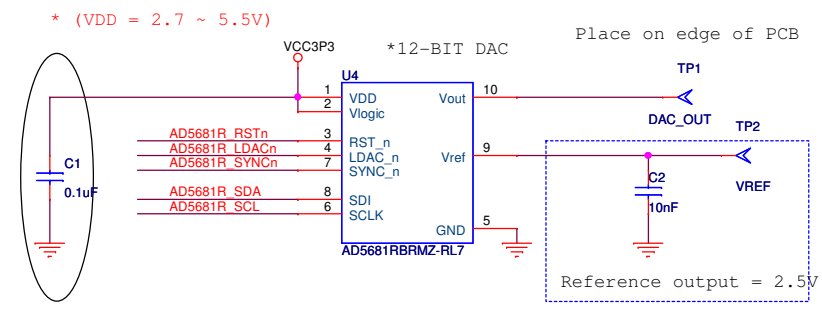 * (VDD = 2.7 ~ 5.5V)
Place on edge of PCB
VCC3P3
*12-BIT DAC
U4
TP1
1
VDD
Vout
10
2
Vlogic
DAC_OUT
TP2
AD5681R_RSTn
3
RST_n
AD5681R_LDACn
4
LDAC_n
Vref
9
AD5681R_SYNCn
7
SYNC_n
C1
0.1uF
C2
10nF
VREF
AD5681R_SDA
8
SDI
AD5681R_SCL
6
SCLK
GND
5
AD5681RBRMZ-RL7
Reference output = 2.5V